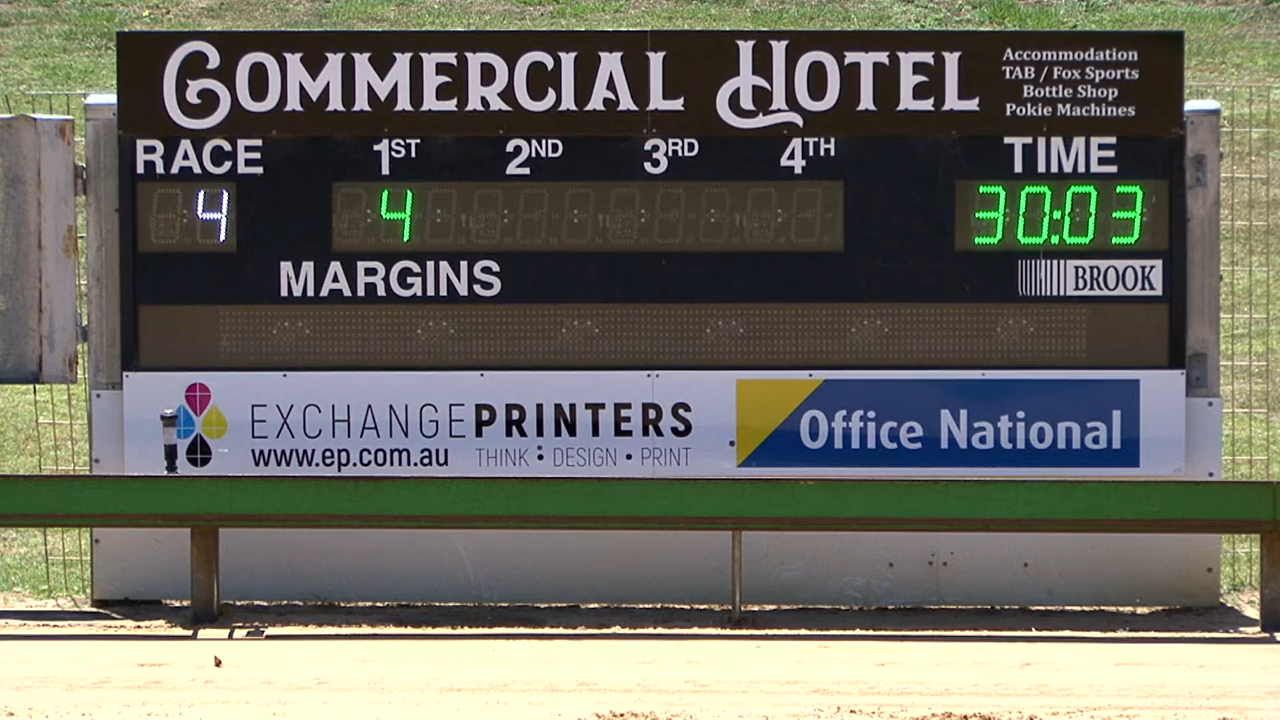 COMMERCIAL HOTEL
Accommodation
TAB / Fox Sports
Bottle Shop
Pokie Machines
RACE 1ST 2ND 3RD 4TH TIME
4 4 30:03
MARGINS BROOK
EXCHANGEPRINTERS
www.ep.com.au THINK • DESIGN • PRINT
Office National